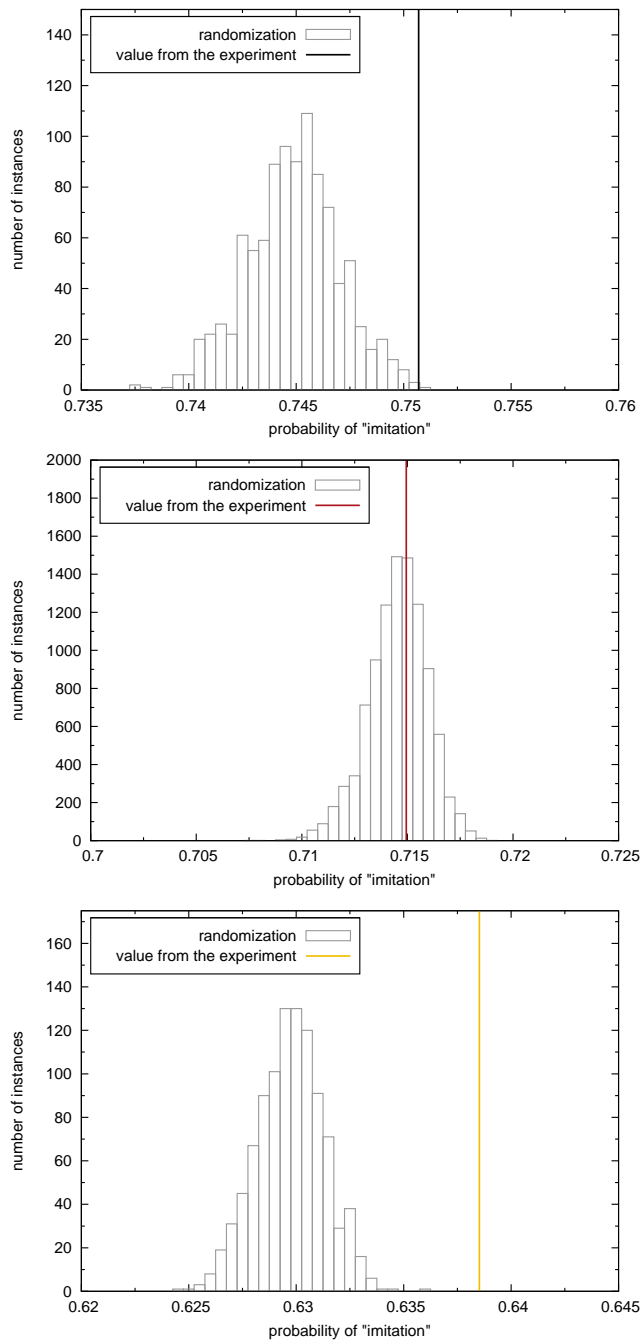 140
120
100
80
60
40
20
0
number of instances
randomization
value from the experiment
0.735 0.74 0.745 0.75 0.755 0.76
probability of "imitation"
2000
1800
1600
1400
1200
1000
800
600
400
200
0
number of instances
randomization
value from the experiment
0.7 0.705 0.71 0.715 0.72 0.725
probability of "imitation"
160
140
120
100
80
60
40
20
0
number of instances
randomization
value from the experiment
0.62 0.625 0.63 0.635 0.64 0.645
probability of "imitation"